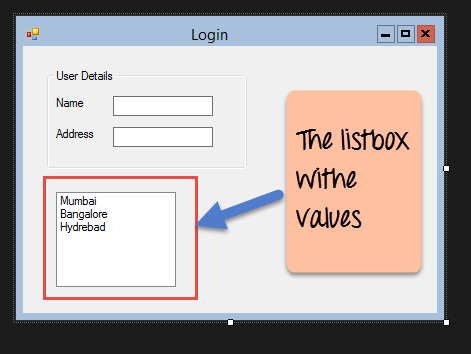 Login
User Details
Name
Address
Mumbai
Bangalore
Hydrebad
The listbox
withe
values